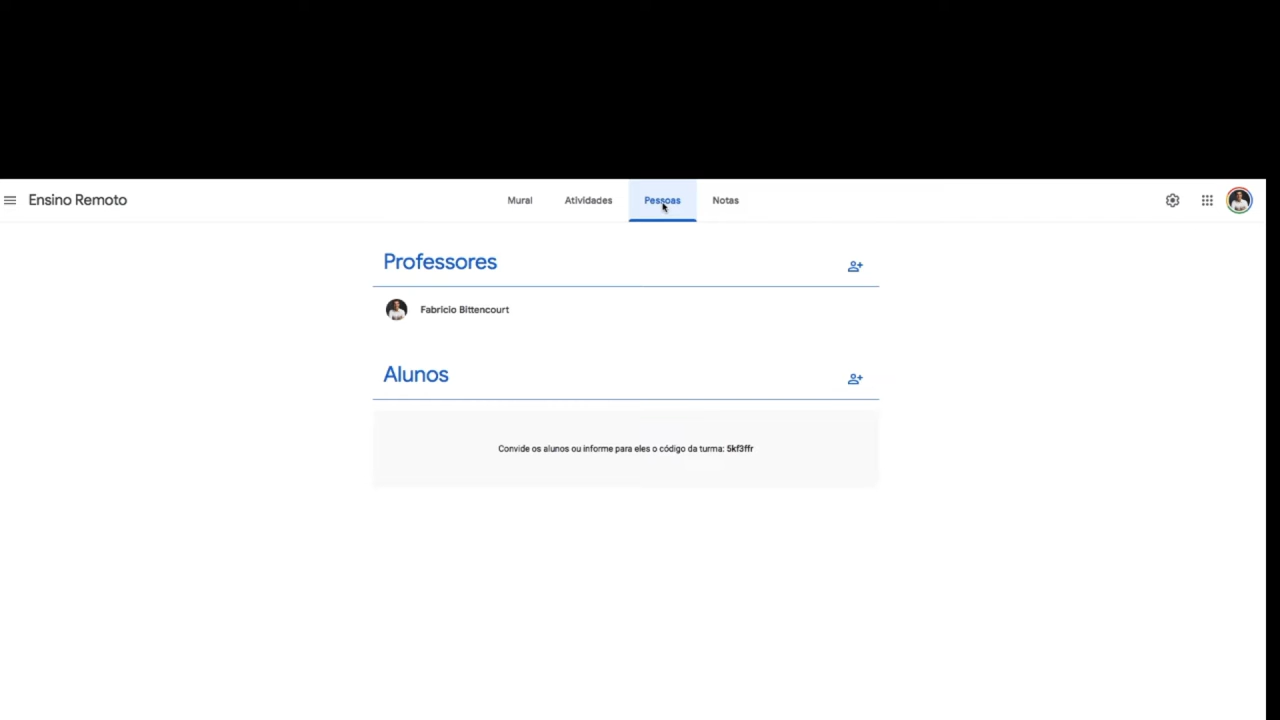 Ensino Remoto
Mural Atividades Pessoas Notas
Professores
Fabricio Bittencourt
Alunos
Convide os alunos ou informe para eles o código da turma: 5kf3ffr